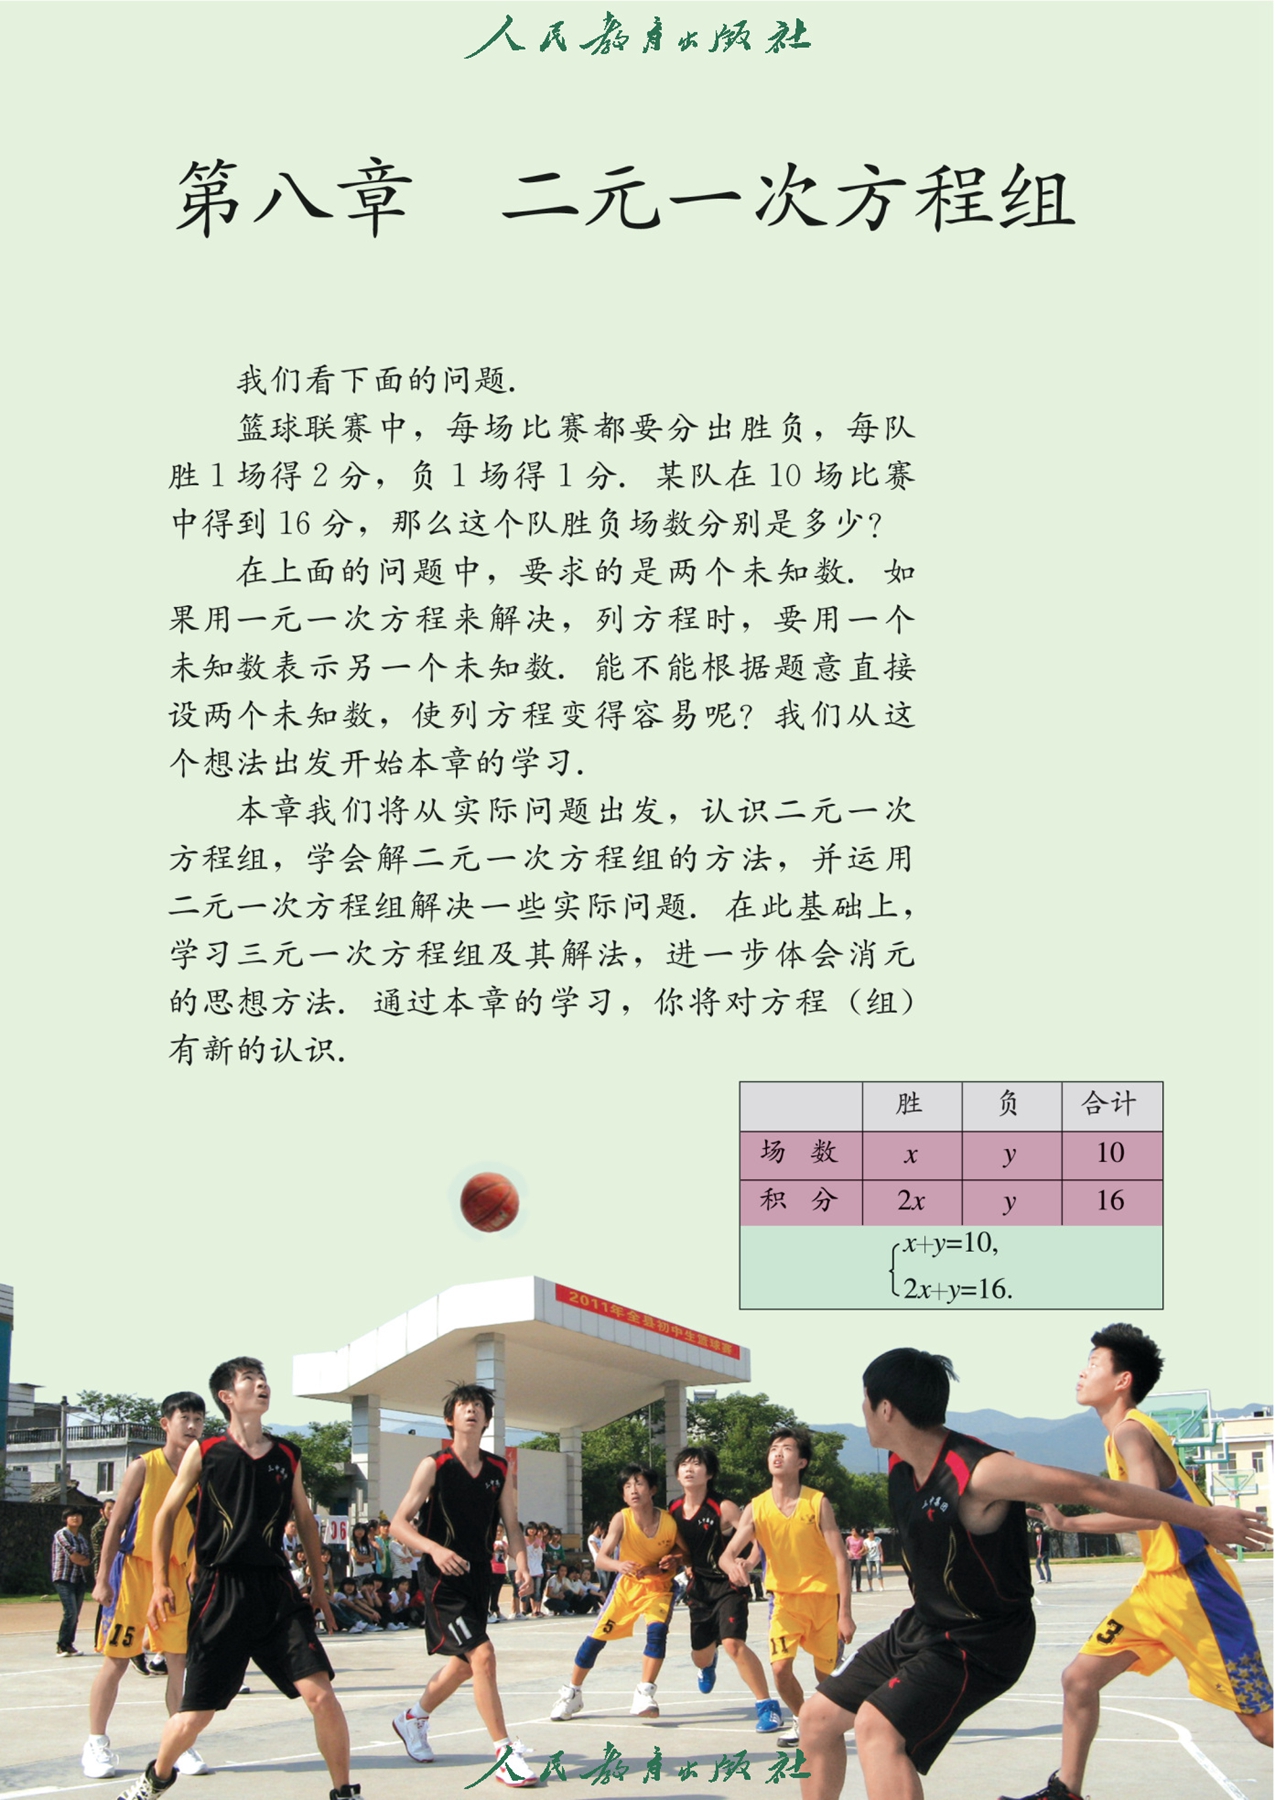 人民教育出版社
第八章 二元一次方程组
我们看下面的问题．
篮球联赛中，每场比赛都要分出胜负，每队
胜 1 场得 2 分，负 1 场得 1 分．某队在 10 场比赛
中得到 16 分，那么这个队胜负场数分别是多少？
在上面的问题中，要求的是两个未知数．如
果用一元一次方程来解决，列方程时，要用一个
未知数表示另一个未知数．能不能根据题意直接
设两个未知数，使列方程变得容易呢？我们从这
个想法出发开始本章的学习．
本章我们将从实际问题出发，认识二元一次
方程组，学会解二元一次方程组的方法，并运用
二元一次方程组解决一些实际问题．在此基础上，
学习三元一次方程组及其解法，进一步体会消元
的思想方法．通过本章的学习，你将对方程（组）
有新的认识．
胜 负 合计
场 数 x y 10
积 分 2x y 16
x+y=10,
2x+y=16.
2011年全县初中生篮球赛
06
15
11
5
11
3
人民教育出版社